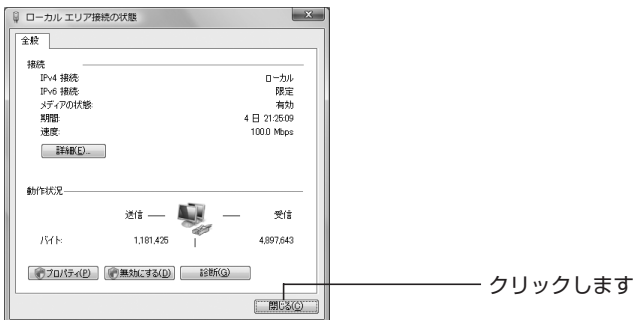 ローカル エリア接続の状態
全般
接続
IPv4 接続: ローカル
IPv6 接続: 限定
メディアの状態: 有効
期間: 4 日 21:25:09
速度: 100.0 Mbps
詳細(E)...
動作状況
送信 受信
バイト: 1,181,425 4,897,643
プロパティ(P) 無効にする(D) 診断(G)
閉じる(C)
クリックします